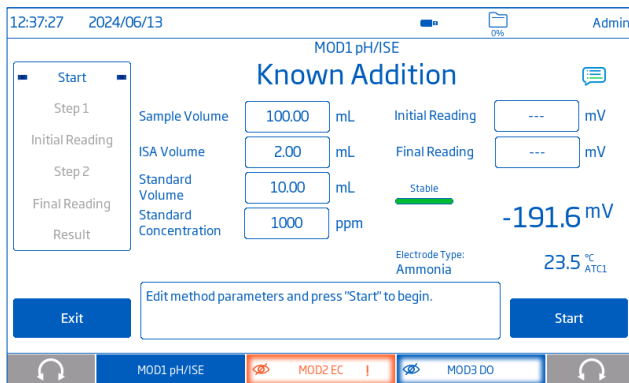 12:37:27 2024/06/13 0% Admin
MOD1 pH/ISE
Known Addition
Start
Step 1
Initial Reading
Step 2
Final Reading
Result
Sample Volume 100.00 mL
ISA Volume 2.00 mL
Standard
Volume 10.00 mL
Standard
Concentration 1000 ppm
Initial Reading --- mV
Final Reading --- mV
Stable
-191.6 mV
Electrode Type:
Ammonia
23.5 °C
ATC1
Edit method parameters and press "Start" to begin.
Exit
Start
MOD1 pH/ISE MOD2 EC ! MOD3 DO